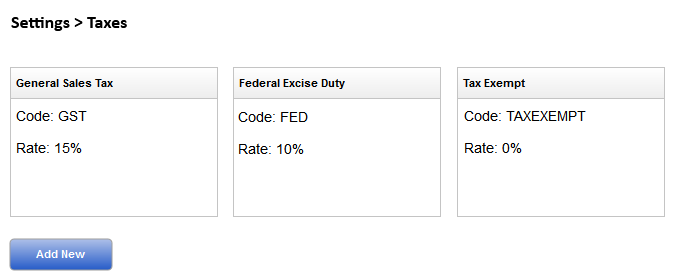 Settings > Taxes
General Sales Tax
Code: GST
Rate: 15%
Federal Excise Duty
Code: FED
Rate: 10%
Tax Exempt
Code: TAXEXEMPT
Rate: 0%
Add New